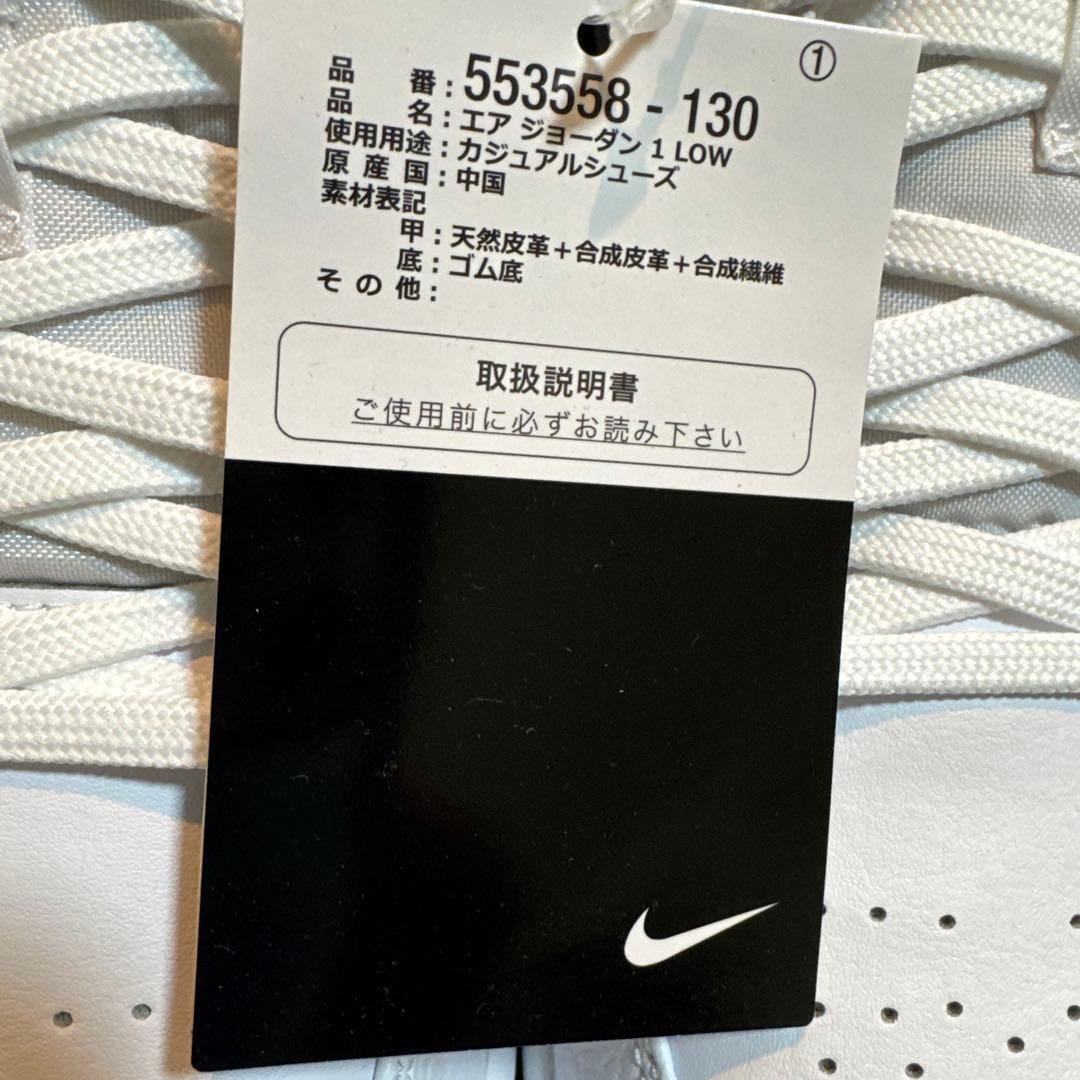 ①
品　番：553558 - 130
品　名：エア ジョーダン 1 LOW
使用用途：カジュアルシューズ
原 産 国：中国
素材表記
甲：天然皮革＋合成皮革＋合成繊維
底：ゴム底
そ の 他：
取扱説明書
ご使用前に必ずお読み下さい